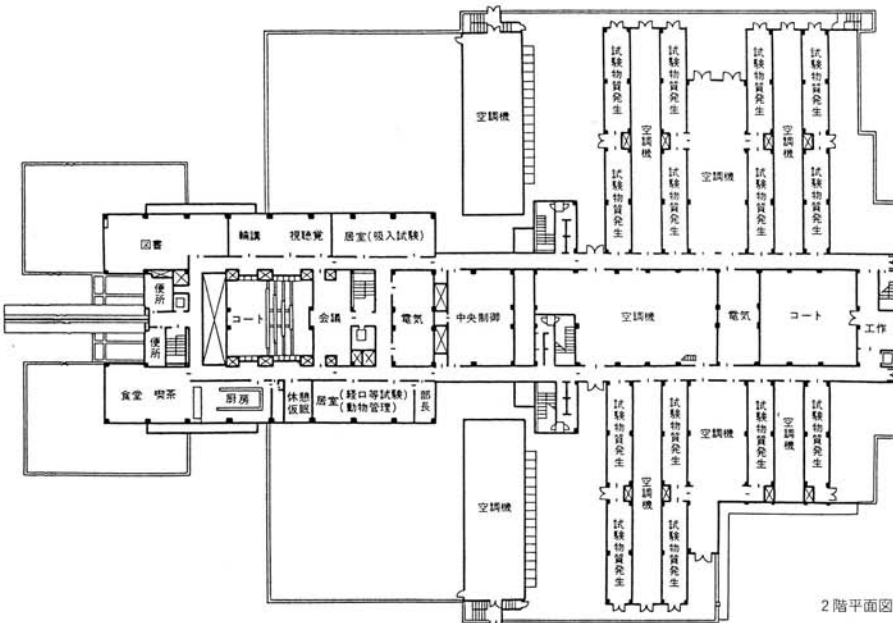 試験物質発生
空調機
試験物質発生
試験物質発生
空調機
試験物質発生
空調機
空調機
試験物質発生
試験物質発生
試験物質発生
試験物質発生
図書
輪講
視聴覚
居室(吸入試験)
便所
コート
会議
電気
中央制御
空調機
電気
コート
工作
便所
食堂
喫茶
厨房
休憩
仮眠
居室(経口等試験)
(動物管理)
部長
試験物質発生
空調機
試験物質発生
空調機
試験物質発生
空調機
試験物質発生
空調機
試験物質発生
試験物質発生
2階平面図